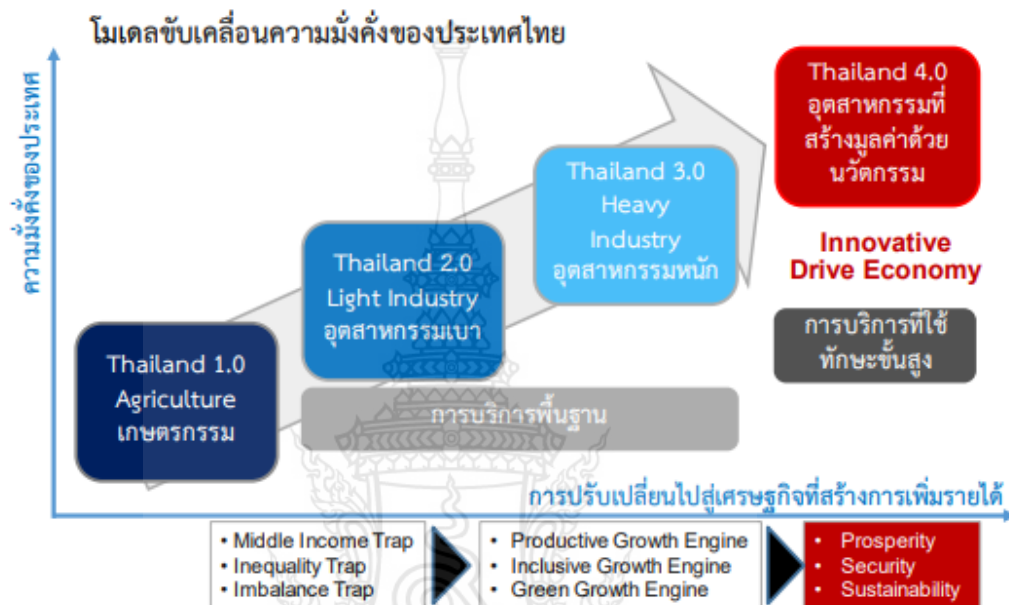 โมเดลขับเคลื่อนความมั่งคั่งของประเทศไทย
ความมั่งคั่งของประเทศ
Thailand 1.0
Agriculture
เกษตรกรรม
Thailand 2.0
Light Industry
อุตสาหกรรมเบา
Thailand 3.0
Heavy
Industry
อุตสาหกรรมหนัก
Thailand 4.0
อุตสาหกรรมที่
สร้างมูลค่าด้วย
นวัตกรรม
Innovative
Drive Economy
การบริการที่ใช้
ทักษะขั้นสูง
การบริการพื้นฐาน
การปรับเปลี่ยนไปสู่เศรษฐกิจที่สร้างการเพิ่มรายได้
• Middle Income Trap
• Inequality Trap
• Imbalance Trap
• Productive Growth Engine
• Inclusive Growth Engine
• Green Growth Engine
• Prosperity
• Security
• Sustainability